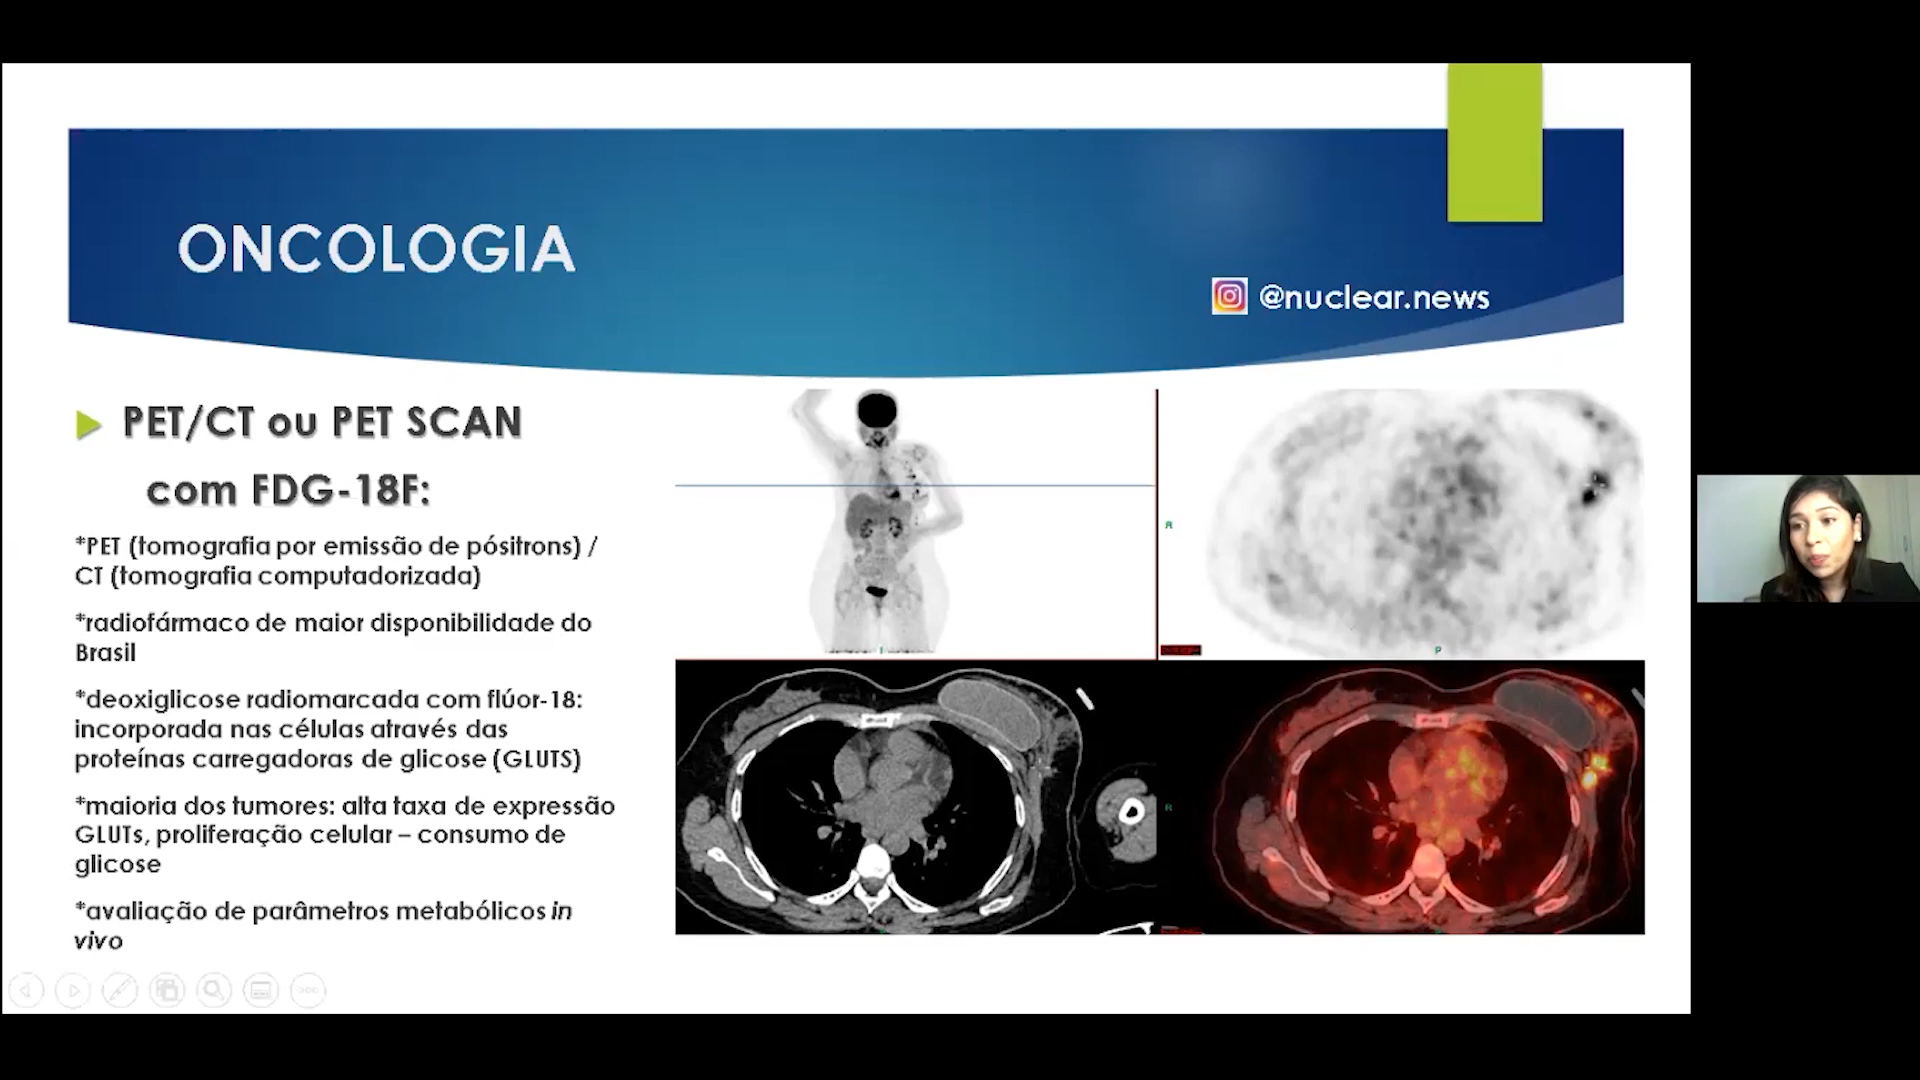 ONCOLOGIA
@nuclear.news
PET/CT ou PET SCAN
com FDG-18F:
*PET (tomografia por emissão de pósitrons) /
CT (tomografia computadorizada)
*radiofármaco de maior disponibilidade do
Brasil
*deoxiglicose radiomarcada com flúor-18:
incorporada nas células através das
proteínas carregadoras de glicose (GLUTS)
*maioria dos tumores: alta taxa de expressão
GLUTs, proliferação celular – consumo de
glicose
*avaliação de parâmetros metabólicos in
vivo
R
P
R